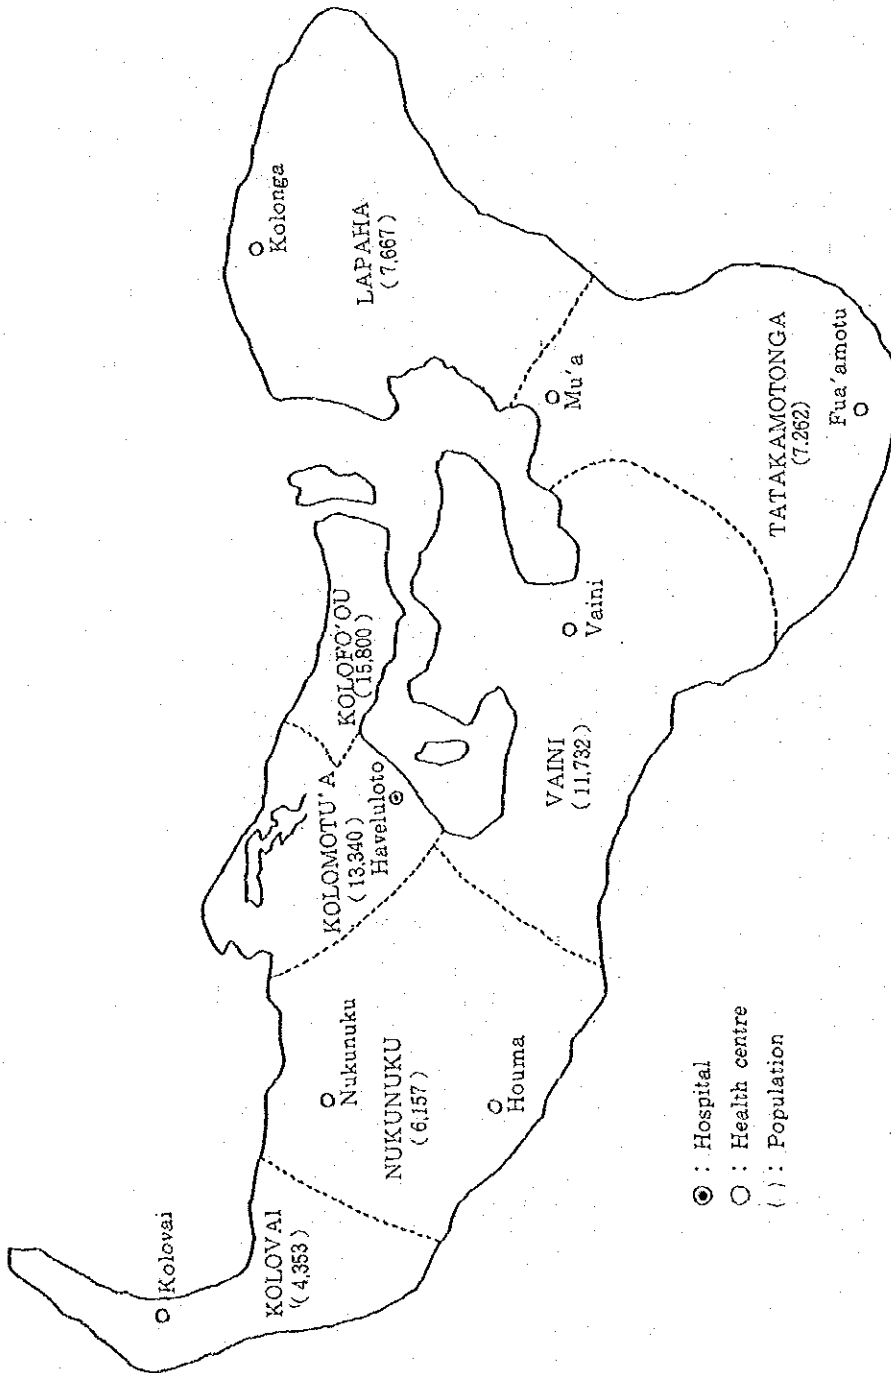 Kolovai
KOLOVAI
(4,353)
Nukunuku
NUKUNUKU
(6,157)
Houma
KOLOMOTU'A
(13,340)
Haveluloto
KOLOFO'OU
(15,800)
VAINI
(11,732)
Vaini
Kolonga
LAPAHA
(7,667)
Mu'a
TATAKAMOTONGA
(7.262)
Fua'amotu
: Hospital
: Health centre
( ) : Population